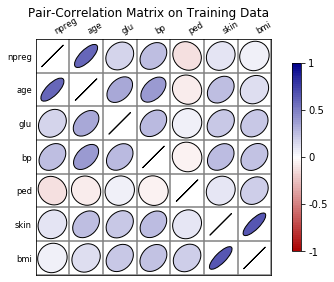 Pair-Correlation Matrix on Training Data
npreg age glu bp ped skin bmi
npreg
age
glu
bp
ped
skin
bmi
1
0.5
0
-0.5
-1